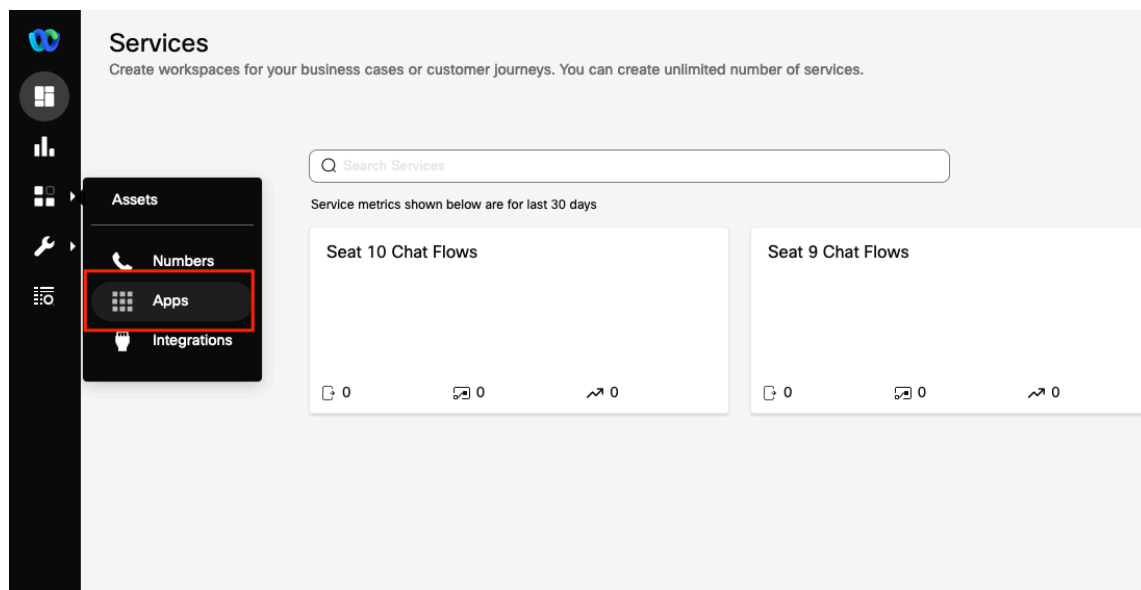 Services
Create workspaces for your business cases or customer journeys. You can create unlimited number of services.
Search Services
Service metrics shown below are for last 30 days
Assets
Numbers
Apps
Integrations
Seat 10 Chat Flows
0 0 0
Seat 9 Chat Flows
0 0 0